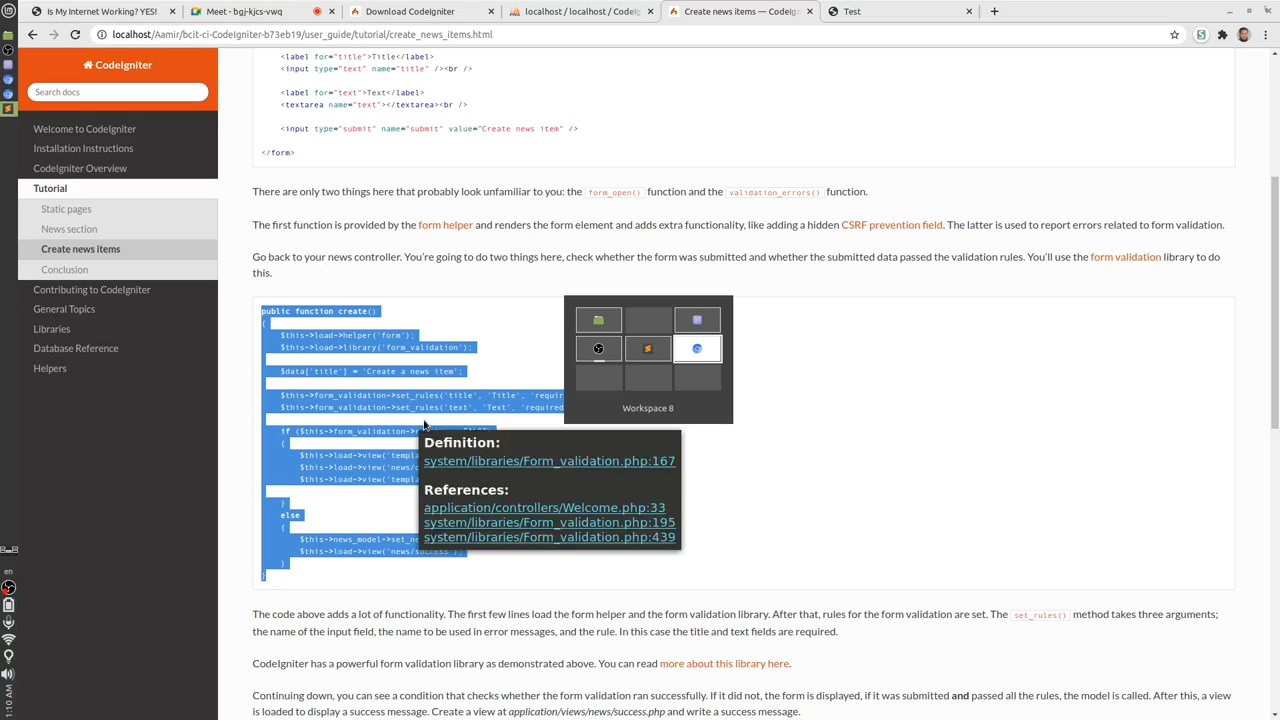 Is My Internet Working? YES!
Meet - bgj-kjcs-vwq
Download CodeIgniter
localhost / localhost / CodeIg
Create news items — CodeIg
Test
localhost/Aamir/bcit-ci-CodeIgniter-b73eb19/user_guide/tutorial/create_news_items.html
CodeIgniter
Search docs
Welcome to CodeIgniter
Installation Instructions
CodeIgniter Overview
Tutorial
Static pages
News section
Create news items
Conclusion
Contributing to CodeIgniter
General Topics
Libraries
Database Reference
Helpers
en
1:10 AM
<label for="title">Title</label>
<input type="text" name="title" /><br />
<label for="text">Text</label>
<textarea name="text"></textarea><br />
<input type="submit" name="submit" value="Create news item" />
</form>
There are only two things here that probably look unfamiliar to you: the form_open() function and the validation_errors() function.
The first function is provided by the form helper and renders the form element and adds extra functionality, like adding a hidden CSRF prevention field. The latter is used to report errors related to form validation.
Go back to your news controller. You're going to do two things here, check whether the form was submitted and whether the submitted data passed the validation rules. You'll use the form validation library to do
this.
public function create()
{
$this->load->helper('form');
$this->load->library('form_validation');
$data['title'] = 'Create a news item';
$this->form_validation->set_rules('title', 'Title', 'requir
$this->form_validation->set_rules('text', 'Text', 'required
if ($this->form_validation->
{
$this->load->view('templa
$this->load->view('news/c
$this->load->view('templa
}
else
{
$this->news_model->set_ne
$this->load->view('news/success');
}
}
Workspace 8
Definition:
system/libraries/Form_validation.php:167
References:
application/controllers/Welcome.php:33
system/libraries/Form_validation.php:195
system/libraries/Form_validation.php:439
The code above adds a lot of functionality. The first few lines load the form helper and the form validation library. After that, rules for the form validation are set. The set_rules() method takes three arguments;
the name of the input field, the name to be used in error messages, and the rule. In this case the title and text fields are required.
CodeIgniter has a powerful form validation library as demonstrated above. You can read more about this library here.
Continuing down, you can see a condition that checks whether the form validation ran successfully. If it did not, the form is displayed, if it was submitted and passed all the rules, the model is called. After this, a view
is loaded to display a success message. Create a view at application/views/news/success.php and write a success message.